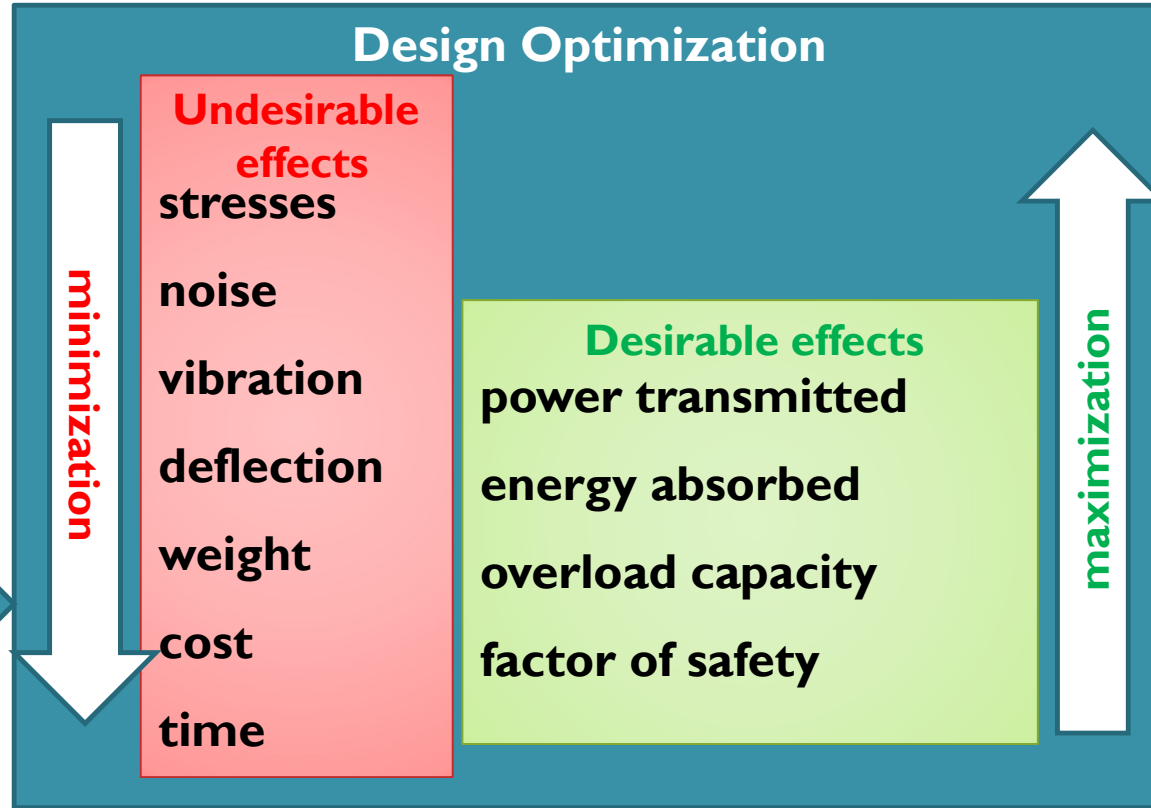 Design Optimization
minimization
Undesirable
effects
stresses
noise
vibration
deflection
weight
cost
time
Desirable effects
power transmitted
energy absorbed
overload capacity
factor of safety
maximization